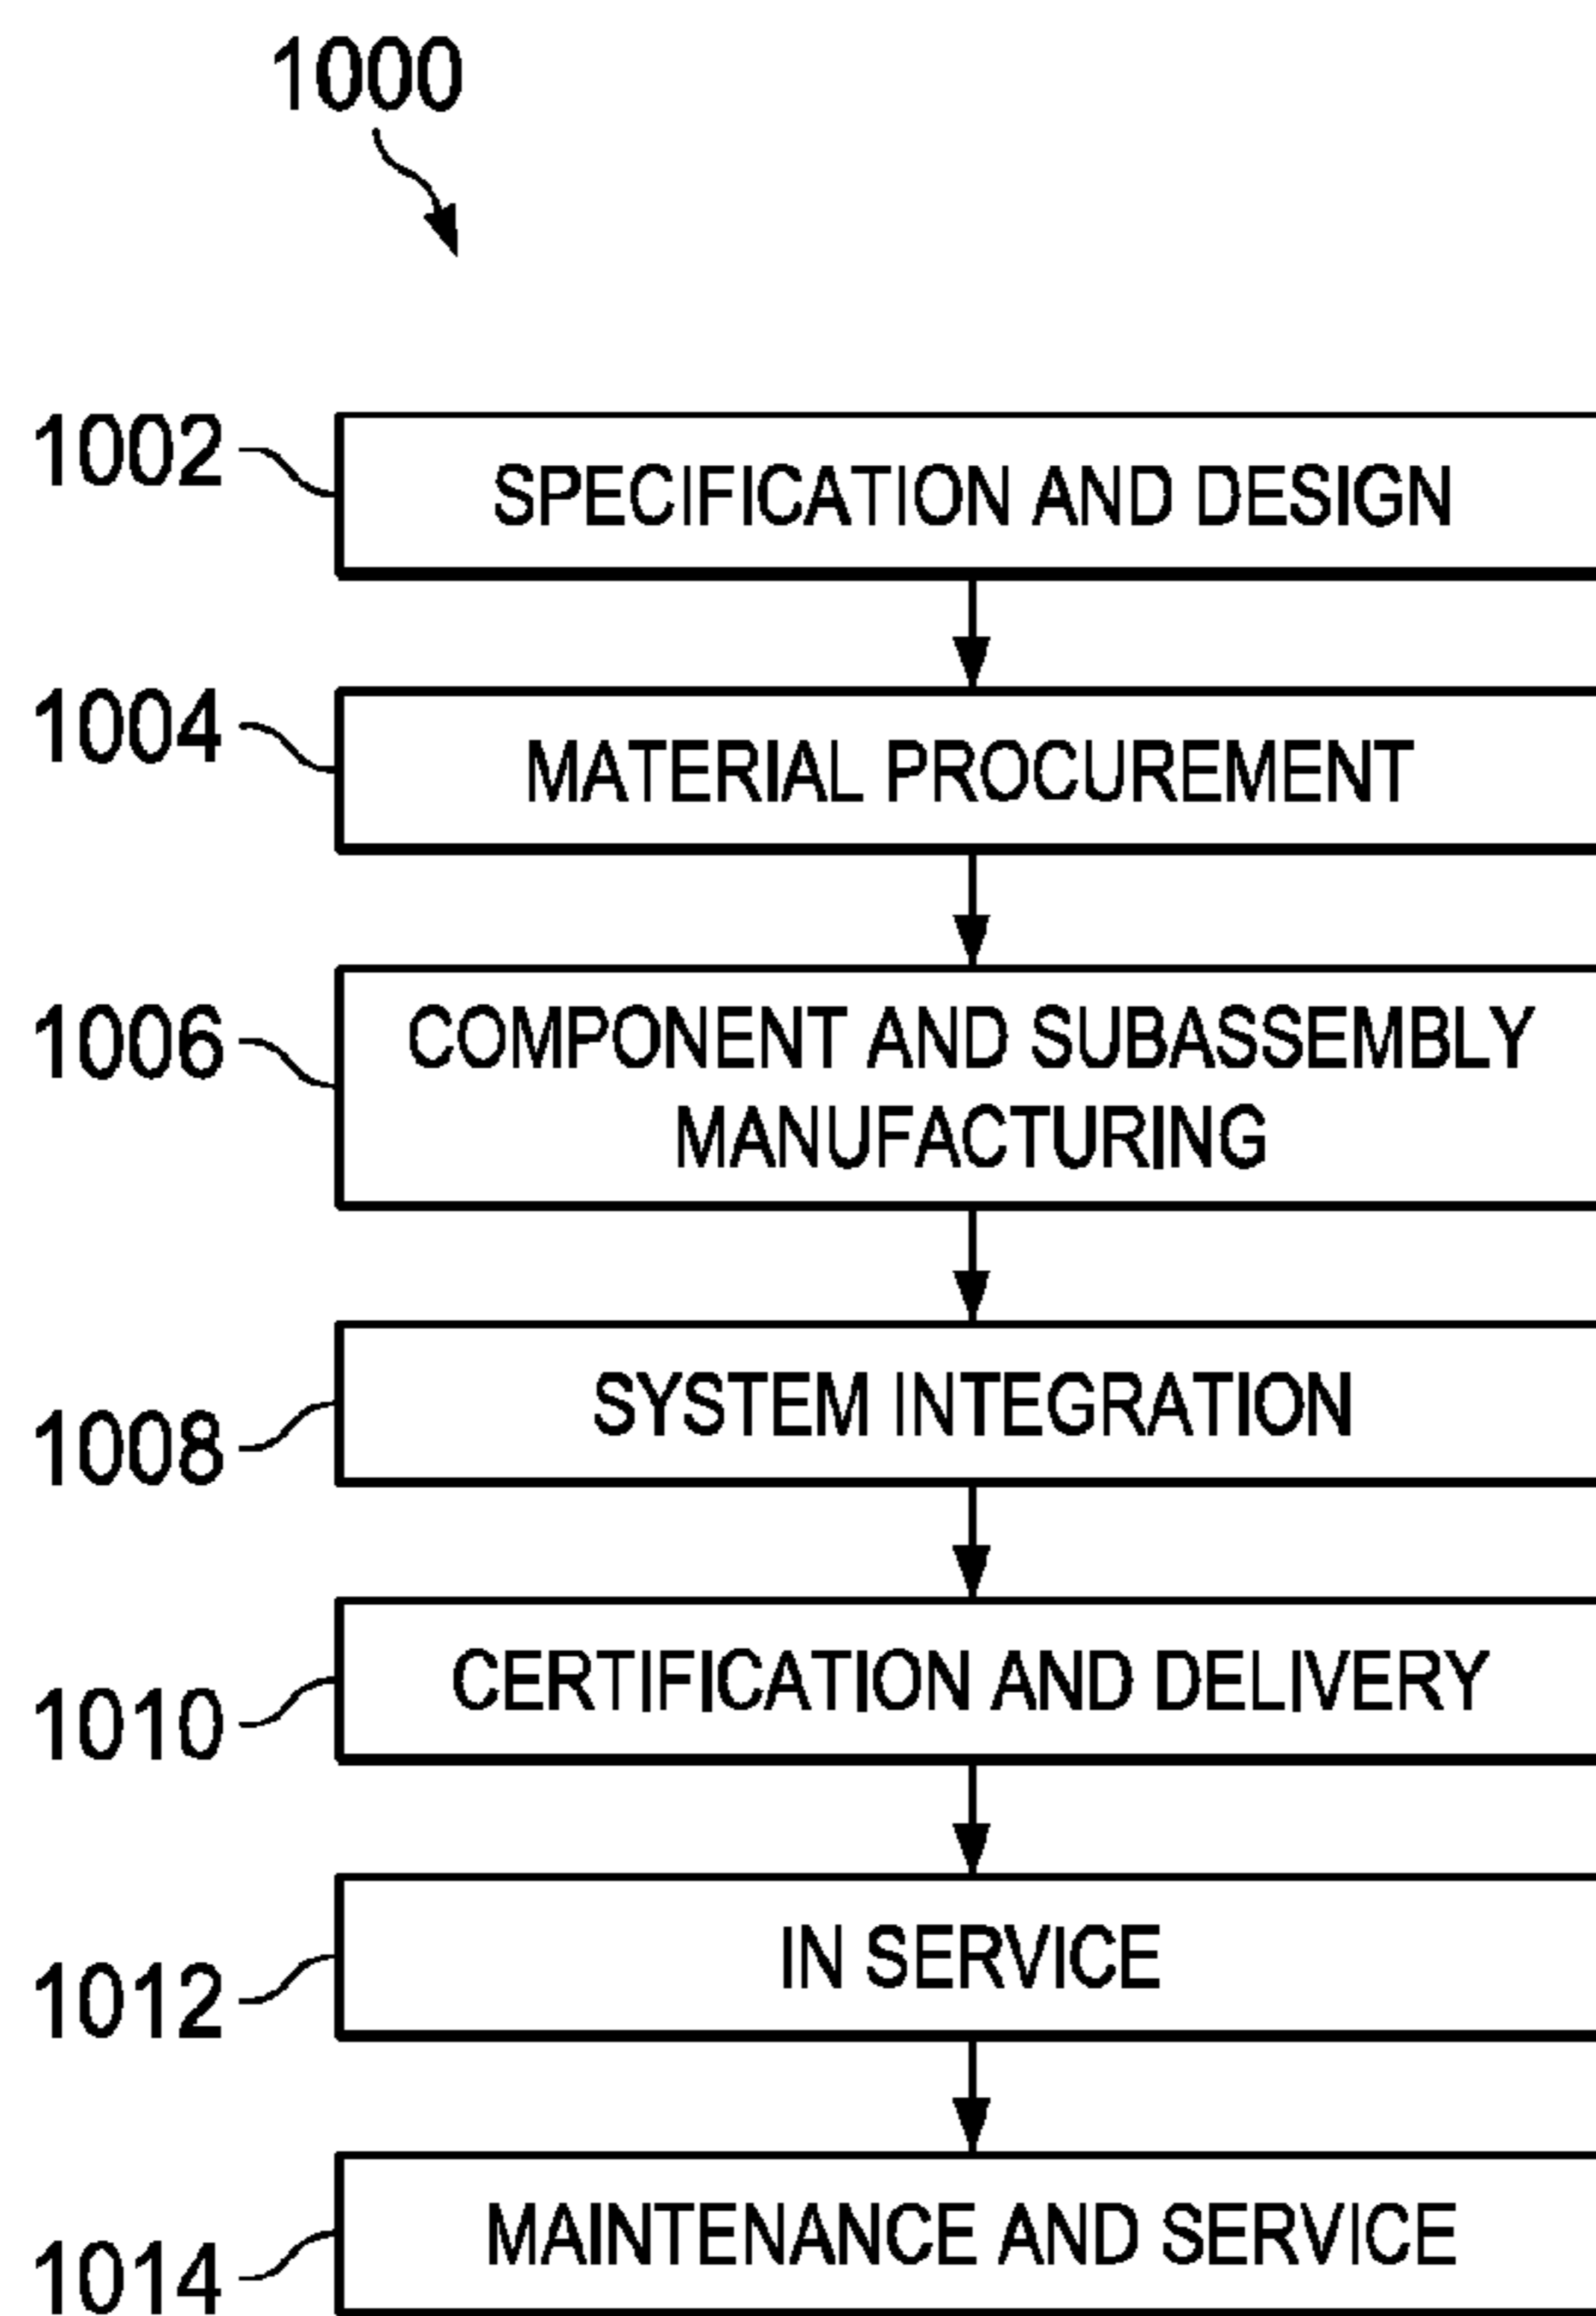 1000
1002 SPECIFICATION AND DESIGN
1004 MATERIAL PROCUREMENT
1006 COMPONENT AND SUBASSEMBLY
MANUFACTURING
1008 SYSTEM INTEGRATION
1010 CERTIFICATION AND DELIVERY
1012 IN SERVICE
1014 MAINTENANCE AND SERVICE